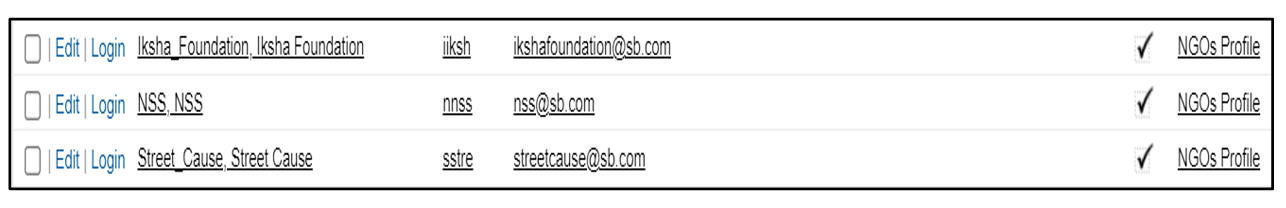 | Edit | Login Iksha_Foundation, Iksha Foundation iiksh ikshafoundation@sb.com ✓ NGOs Profile
| Edit | Login NSS, NSS nnss nss@sb.com ✓ NGOs Profile
| Edit | Login Street_Cause, Street Cause sstre streetcause@sb.com ✓ NGOs Profile